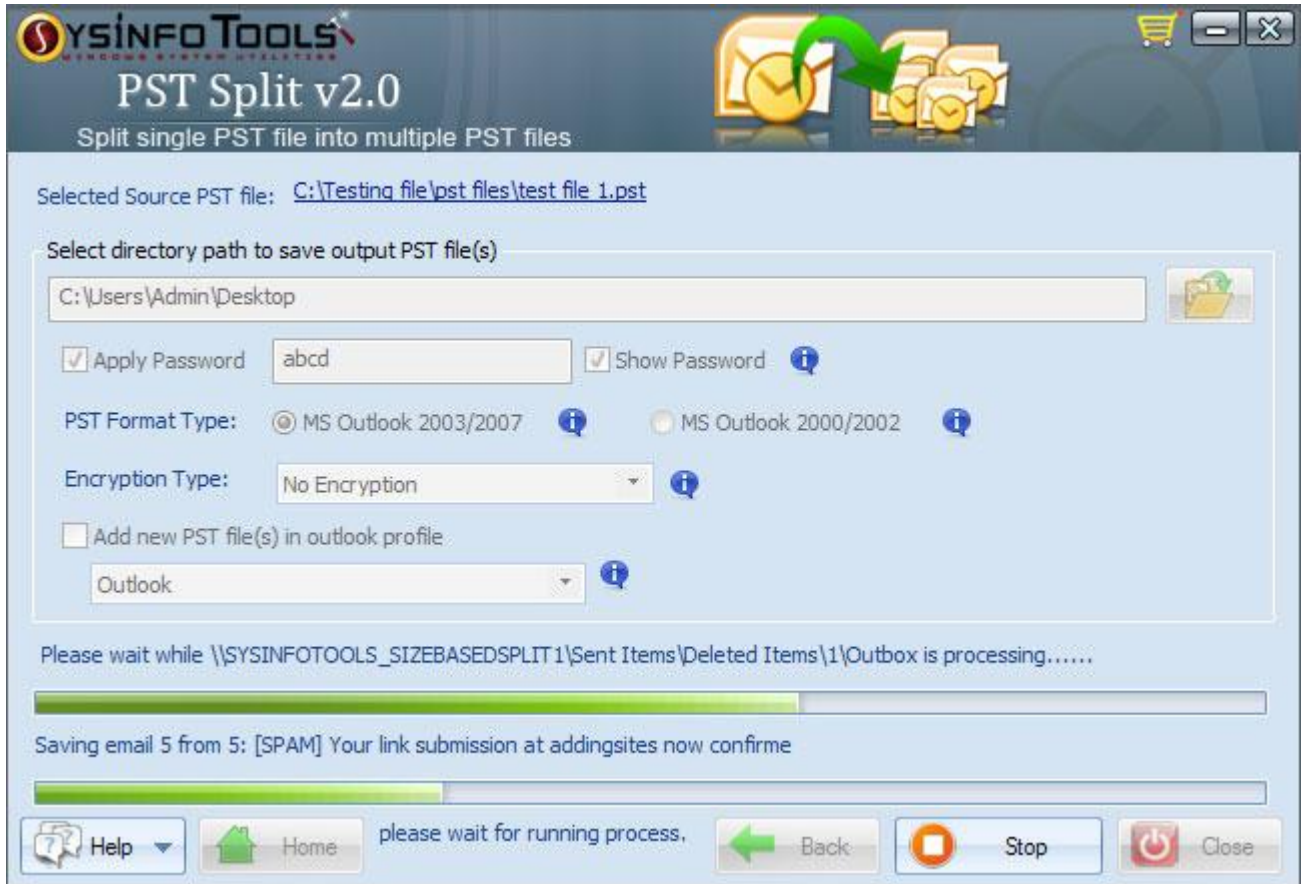 SYSINFO TOOLS
WINDOWS SYSTEM UTILITIES
PST Split v2.0
Split single PST file into multiple PST files
Selected Source PST file: C:\Testing file\pst files\test file 1.pst
Select directory path to save output PST file(s)
C:\Users\Admin\Desktop
Apply Password abcd Show Password
PST Format Type: MS Outlook 2003/2007 MS Outlook 2000/2002
Encryption Type: No Encryption
Add new PST file(s) in outlook profile
Outlook
Please wait while \\SYSINFOTOOLS_SIZEBASEDSPLIT1\Sent Items\Deleted Items\1\Outbox is processing......
Saving email 5 from 5: [SPAM] Your link submission at addingsites now confirme
Help Home please wait for running process. Back Stop Close